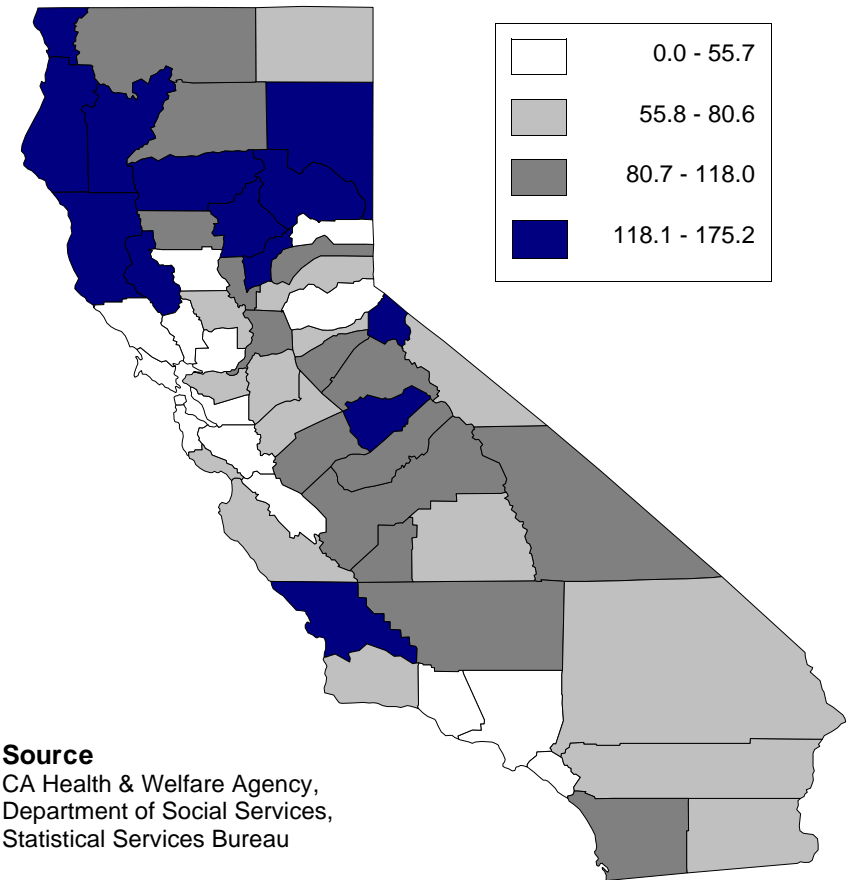 0.0 - 55.7
55.8 - 80.6
80.7 - 118.0
118.1 - 175.2
Source
CA Health & Welfare Agency,
Department of Social Services,
Statistical Services Bureau